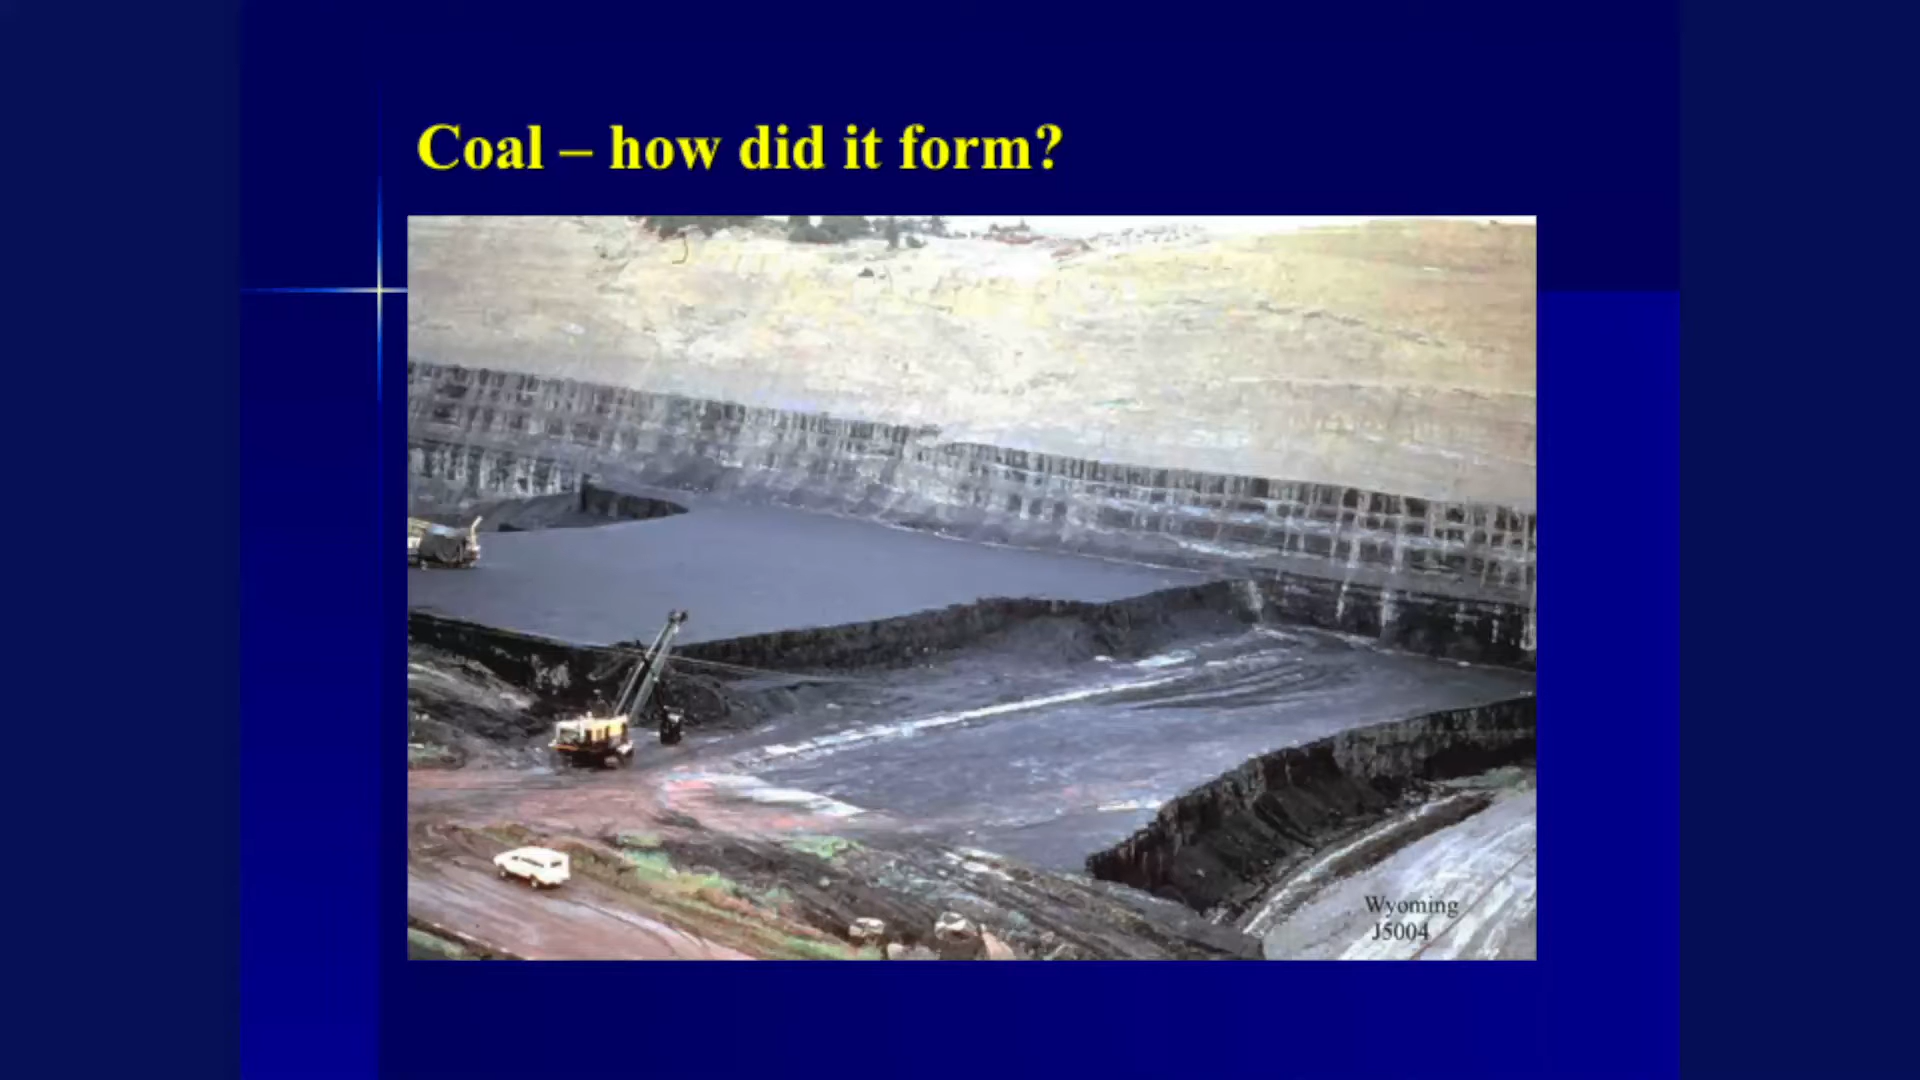 Coal – how did it form?
Wyoming
J5004